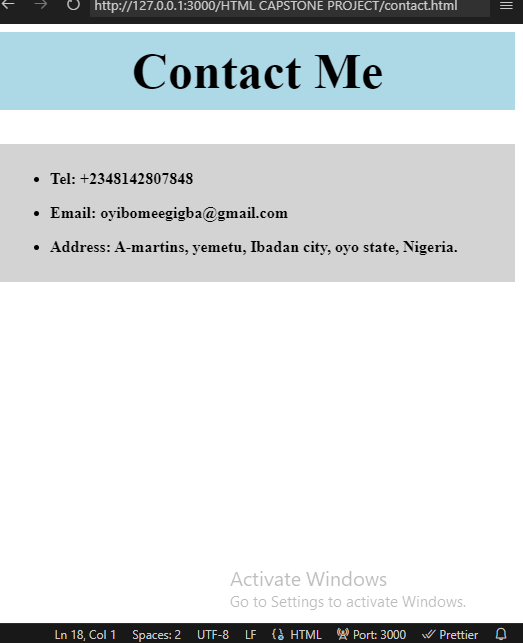 http://127.0.0.1:3000/HTML CAPSTONE PROJECT/contact.html
Contact Me
Tel: +2348142807848
Email: oyibomeegigba@gmail.com
Address: A-martins, yemetu, Ibadan city, oyo state, Nigeria.
Activate Windows
Go to Settings to activate Windows.
Ln 18, Col 1 Spaces: 2 UTF-8 LF HTML Port: 3000 Prettier